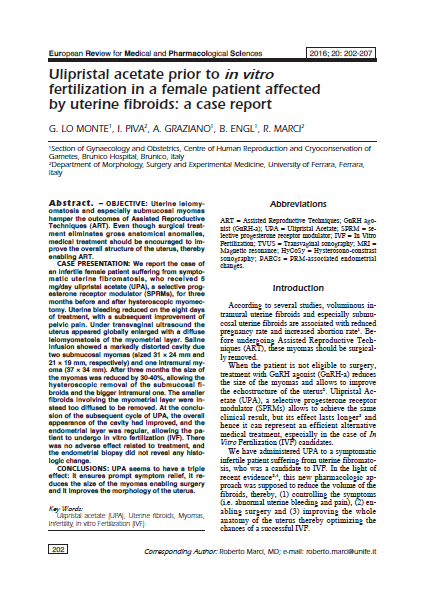 European Review for Medical and Pharmacological Sciences
2016; 20: 202-207
Ulipristal acetate prior to in vitro
fertilization in a female patient affected
by uterine fibroids: a case report
G. LO MONTE1, I. PIVA2, A. GRAZIANO1, B. ENGL1, R. MARCI2
1Section of Gynaecology and Obstetrics, Centre of Human Reproduction and Cryoconservation of
Gametes, Brunico Hospital, Brunico, Italy
2Department of Morphology, Surgery and Experimental Medicine, University of Ferrara, Ferrara,
Italy
Abstract. – OBJECTIVE: Uterine leiomy-
omatosis and especially submucosal myomas
hamper the outcomes of Assisted Reproductive
Techniques (ART). Even though surgical treat-
ment eliminates gross anatomical anomalies,
medical treatment should be encouraged to im-
prove the overall structure of the uterus, thereby
enabling ART.
CASE PRESENTATION: We report the case of
an infertile female patient suffering from sympto-
matic uterine fibromatosis, who received 5
mg/day ulipristal acetate (UPA), a selective prog-
esterone receptor modulator (SPRMs), for three
months before and after hysteroscopic myomec-
tomy. Uterine bleeding reduced on the eight days
of treatment, with a subsequent improvement of
pelvic pain. Under transvaginal ultrasound the
uterus appeared globally enlarged with a diffuse
leiomyomatosis of the myometrial layer. Saline
infusion showed a markedly distorted cavity due
two submucosal myomas (sized 31 × 24 mm and
21 × 19 mm, respectively) and one intramural my-
oma (37 × 34 mm). After three months the size of
the myomas was reduced by 30-40%, allowing the
hysteroscopic removal of the submucosal fi-
broids and the bigger intramural one. The smaller
fibroids involving the myometrial layer were in-
stead too diffused to be removed. At the conclu-
sion of the subsequent cycle of UPA, the overall
appearance of the cavity had improved, and the
endometrial layer was regular, allowing the pa-
tient to undergo in vitro fertilization (IVF). There
was no adverse effect related to treatment, and
the endometrial biopsy did not reveal any histo-
logic change.
CONCLUSIONS: UPA seems to have a triple
effect: it ensures prompt symptom relief, it re-
duces the size of the myomas enabling surgery
and it improves the morphology of the uterus.
Key Words:
Ulipristal acetate (UPA), Uterine fibroids, Myomas,
Infertility, in vitro Fertilization (IVF).
Abbreviations
ART = Assisted Reproductive Techniques; GnRH ago-
nist (GnRH-a); UPA = Ulipristal Acetate; SPRM = se-
lective progesterone receptor modulator; IVF = In Vitro
Fertilization; TVUS = Transvaginal sonography; MRI =
Magnetic resonance; HyCoSy = Hysterosono-contrast
sonography; PAECs = PRM-associated endometrial
changes.
Introduction
According to several studies, voluminous in-
tramural uterine fibroids and especially submu-
cosal uterine fibroids are associated with reduced
pregnancy rate and increased abortion rate1. Be-
fore undergoing Assisted Reproductive Tech-
niques (ART), these myomas should be surgical-
ly removed.
When the patient is not eligible to surgery,
treatment with GnRH agonist (GnRH-a) reduces
the size of the myomas and allows to improve
the echostructure of the uterus2. Ulipristal Ac-
etate (UPA), a selective progesterone receptor
modulator (SPRMs) allows to achieve the same
clinical result, but its effect lasts longer3 and
hence it can represent an efficient alternative
medical treatment, especially in the case of In
Vitro Fertilization (IVF) candidates.
We have administered UPA to a symptomatic
infertile patient suffering from uterine fibromato-
sis, who was a candidate to IVF. In the light of
recent evidence3,4, this new pharmacologic ap-
proach was supposed to reduce the volume of the
fibroids, thereby, (1) controlling the symptoms
(i.e. abnormal uterine bleeding and pain), (2) en-
abling surgery and (3) improving the whole
anatomy of the uterus thereby optimizing the
chances of a successful IVF.
202
Corresponding Author: Roberto Marci, MD; e-mail: roberto.marci@unife.it